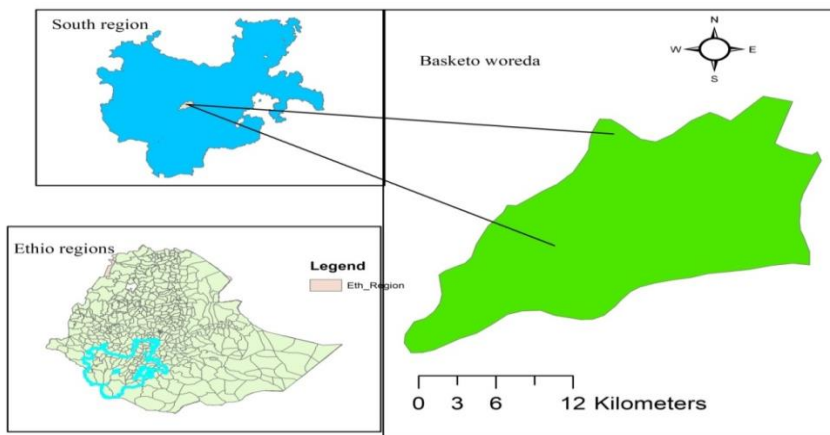 South region
Basketo woreda
N
W E
S
Ethio regions
Legend
Eth_Region
0 3 6 12 Kilometers